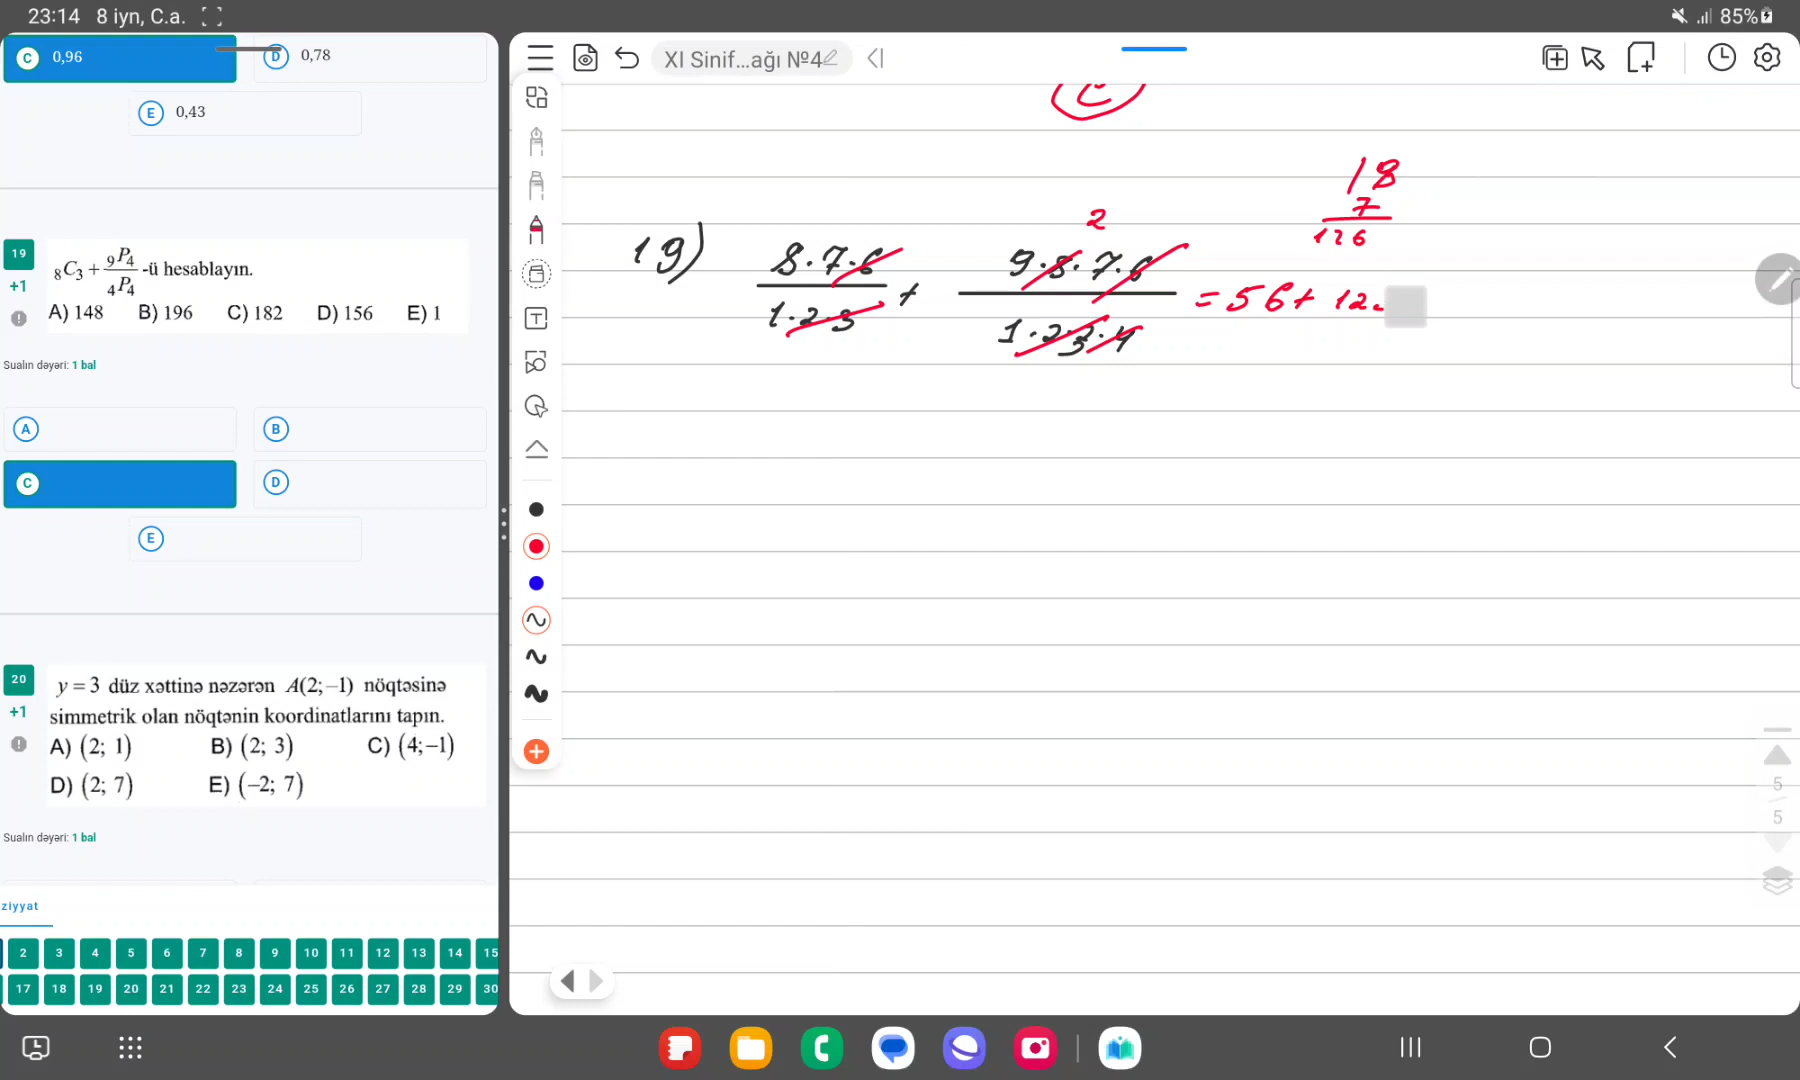 23:14 8 iyn, C.a.
85%
C 0,96
D 0,78
E 0,43
19
+1
₈C₃ + ₉P₄/₄P₄ -ü hesablayın.
A) 148 B) 196 C) 182 D) 156 E) 1
Sualın dəyəri: 1 bal
A
B
C
D
E
20
+1
y = 3 düz xəttinə nəzərən A(2;–1) nöqtəsinə
simmetrik olan nöqtənin koordinatlarını tapın.
A) (2; 1) B) (2; 3) C) (4;–1)
D) (2; 7) E) (–2; 7)
Sualın dəyəri: 1 bal
ziyyat
2 3 4 5 6 7 8 9 10 11 12 13 14 15
17 18 19 20 21 22 23 24 25 26 27 28 29 30
XI Sinif...ağı №4
T
18
7
126
2
19) 8·7·6 / 1·2·3 + 9·8·7·6 / 1·2·3·4 = 56 + 12
5
5